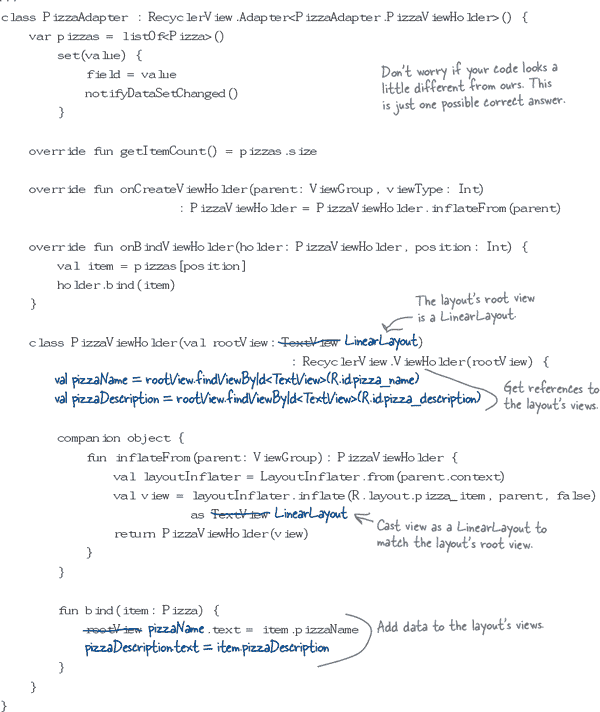 class PizzaAdapter : RecyclerView.Adapter<PizzaAdapter.PizzaViewHolder>() {
var pizzas = listOf<Pizza>()
set(value) {
field = value
notifyDataSetChanged()
}
Don't worry if your code looks a
little different from ours. This
is just one possible correct answer.
override fun getItemCount() = pizzas.size
override fun onCreateViewHolder(parent: ViewGroup, viewType: Int)
: PizzaViewHolder = PizzaViewHolder.inflateFrom(parent)
override fun onBindViewHolder(holder: PizzaViewHolder, position: Int) {
val item = pizzas[position]
holder.bind(item)
}
The layout's root view
is a LinearLayout.
class PizzaViewHolder(val rootView: TextView LinearLayout)
: RecyclerView.ViewHolder(rootView) {
val pizzaName = rootView.findViewById<TextView>(R.id.pizza_name)
val pizzaDescription = rootView.findViewById<TextView>(R.id.pizza_description)
Get references to
the layout's views.
companion object {
fun inflateFrom(parent: ViewGroup): PizzaViewHolder {
val layoutInflater = LayoutInflater.from(parent.context)
val view = layoutInflater.inflate(R.layout.pizza_item, parent, false)
as TextView LinearLayout
return PizzaViewHolder(view)
}
}
Cast view as a LinearLayout to
match the layout's root view.
fun bind(item: Pizza) {
rootView pizzaName.text = item.pizzaName
pizzaDescription.text = item.pizzaDescription
}
}
}
Add data to the layout's views.